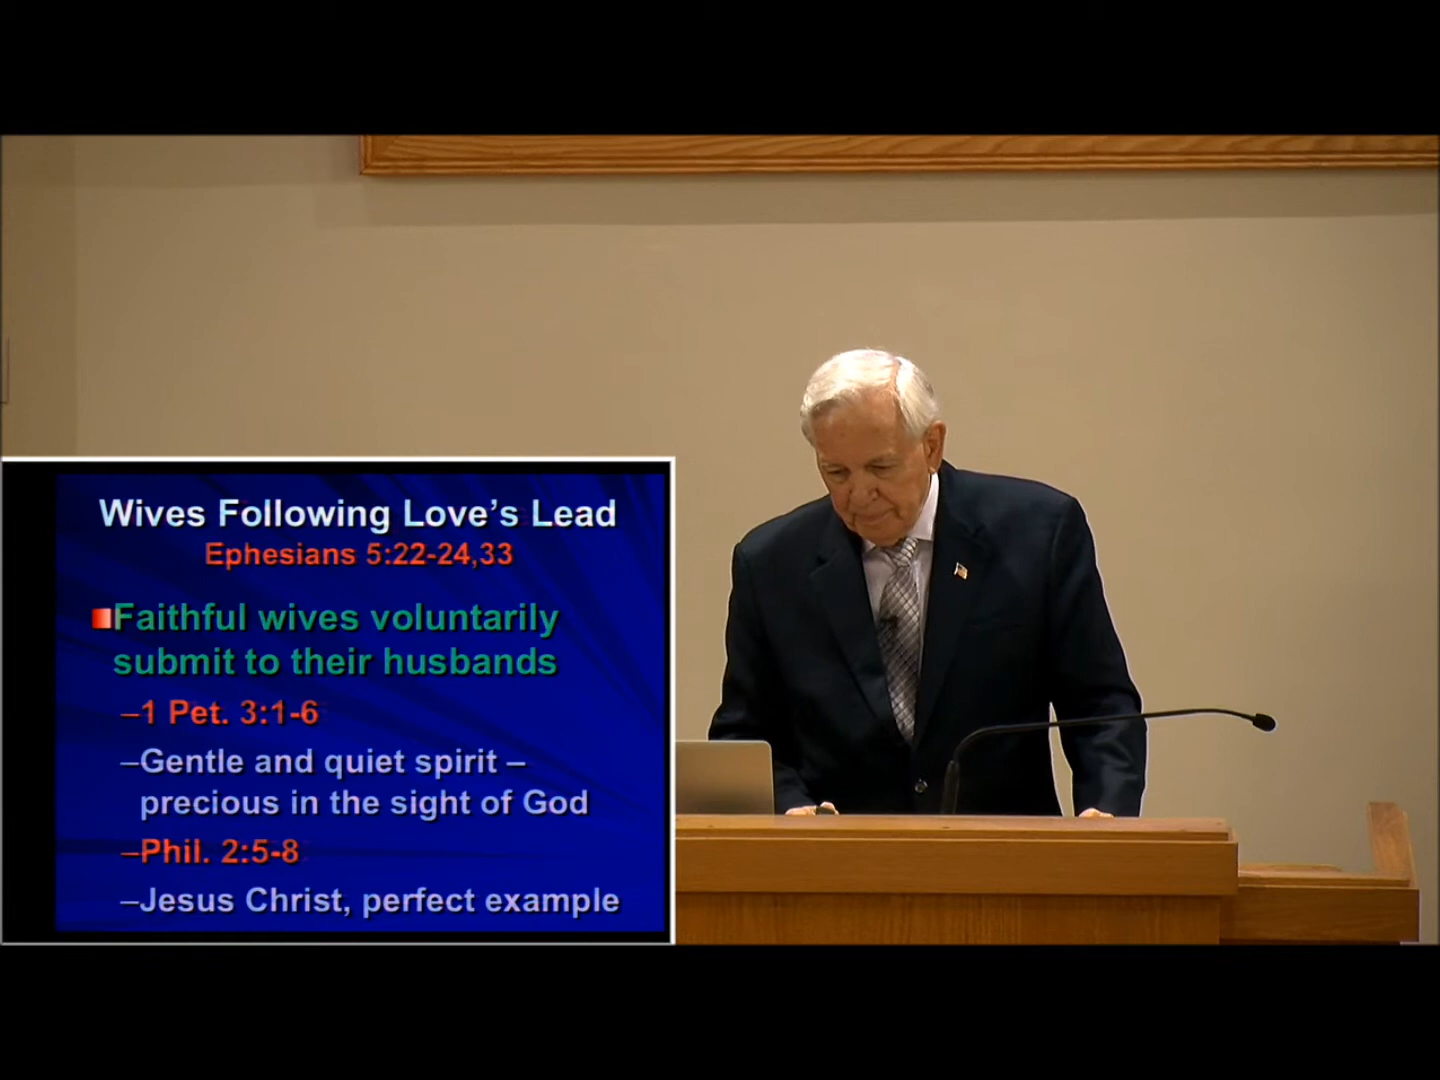 Wives Following Love's Lead
Ephesians 5:22-24,33
Faithful wives voluntarily
submit to their husbands
–1 Pet. 3:1-6
–Gentle and quiet spirit –
precious in the sight of God
–Phil. 2:5-8
–Jesus Christ, perfect example